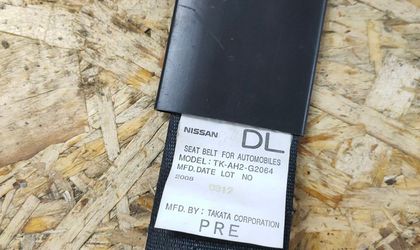 NISSAN DL
SEAT BELT FOR AUTOMOBILES
MODEL: TK-AH2-G2064
MFD.DATE LOT NO
2008 0917
MFD. BY: TAKATA CORPORATION
PRE